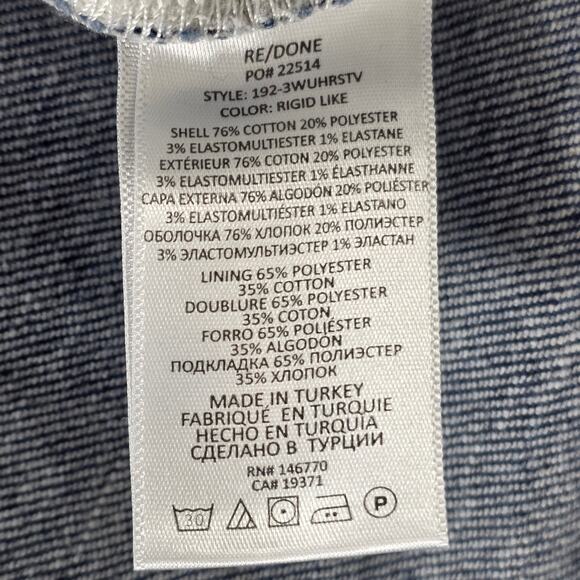 RE/DONE
PO# 22514
STYLE: 192-3WUHRSTV
COLOR: RIGID LIKE
SHELL 76% COTTON 20% POLYESTER
3% ELASTOMULTIESTER 1% ELASTANE
EXTÉRIEUR 76% COTON 20% POLYESTER
3% ELASTOMULTIESTER 1% ÉLASTHANNE
CAPA EXTERNA 76% ALGODÓN 20% POLIÉSTER
3% ELASTOMULTIÉSTER 1% ELASTANO
ОБОЛОЧКА 76% ХЛОПОК 20% ПОЛИЭСТЕР
3% ЭЛАСТОМУЛЬТИЭСТЕР 1% ЭЛАСТАН
LINING 65% POLYESTER
35% COTTON
DOUBLURE 65% POLYESTER
35% COTON
FORRO 65% POLIÉSTER
35% ALGODÓN
ПОДКЛАДКА 65% ПОЛИЭСТЕР
35% ХЛОПОК
MADE IN TURKEY
FABRIQUÉ EN TURQUIE
HECHO EN TURQUÍA
СДЕЛАНО В ТУРЦИИ
RN# 146770
CA# 19371
30 P